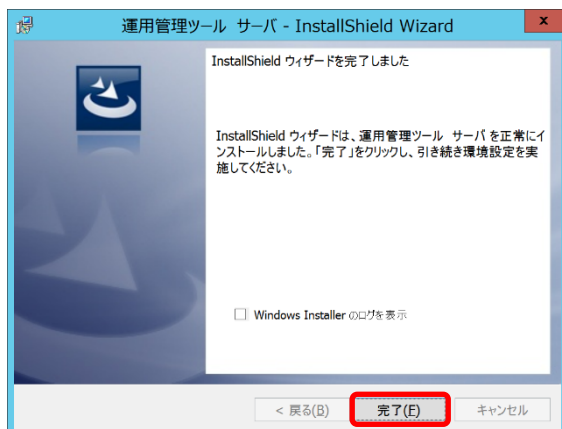 運用管理ツール サーバ - InstallShield Wizard
x
InstallShield ウィザードを完了しました
InstallShield ウィザードは、運用管理ツール サーバ を正常にイ
ンストールしました。「完了」をクリックし、引き続き環境設定を実
施してください。
Windows Installer のログを表示
< 戻る(B)
完了(F)
キャンセル